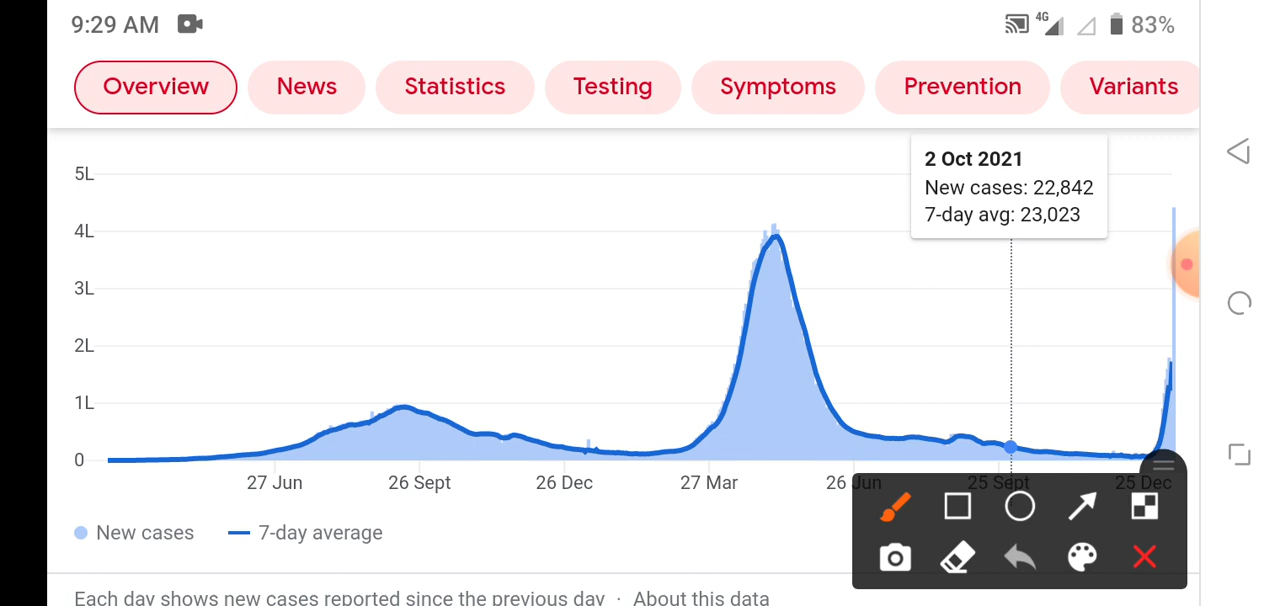 9:29 AM 4G 83%
Overview News Statistics Testing Symptoms Prevention Variants
2 Oct 2021
New cases: 22,842
7-day avg: 23,023
5L
4L
3L
2L
1L
0
27 Jun 26 Sept 26 Dec 27 Mar 26 Jun 25 Sept 25 Dec
New cases 7-day average
Each day shows new cases reported since the previous day · About this data